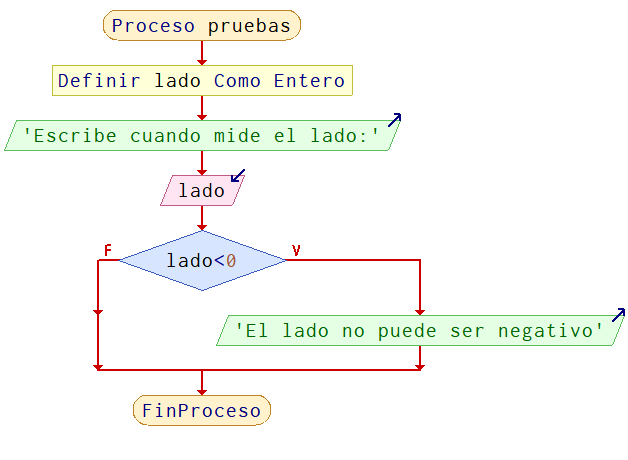 Proceso pruebas
Definir lado Como Entero
'Escribe cuando mide el lado:'
lado
lado<0
F
V
'El lado no puede ser negativo'
FinProceso